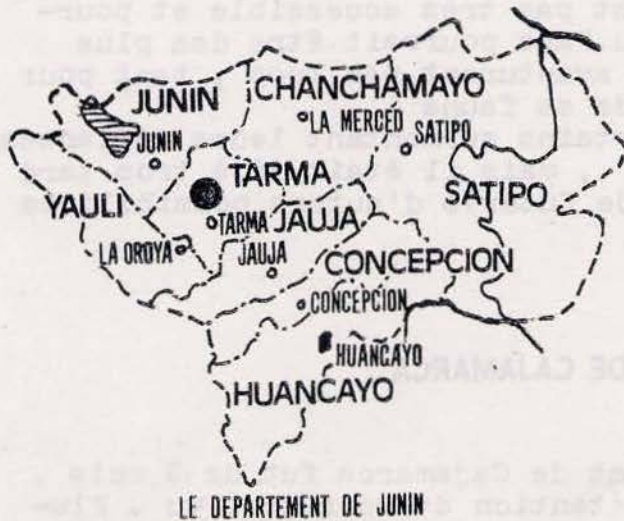 JUNIN
CHANCHAMAYO
LA MERCED
JUNIN
SATIPO
TARMA
YAULI
SATIPO
TARMA
JAUJA
LA OROYA
JAUJA
CONCEPCION
CONCEPCION
HUANCAYO
HUANCAYO
LE DEPARTEMENT DE JUNIN